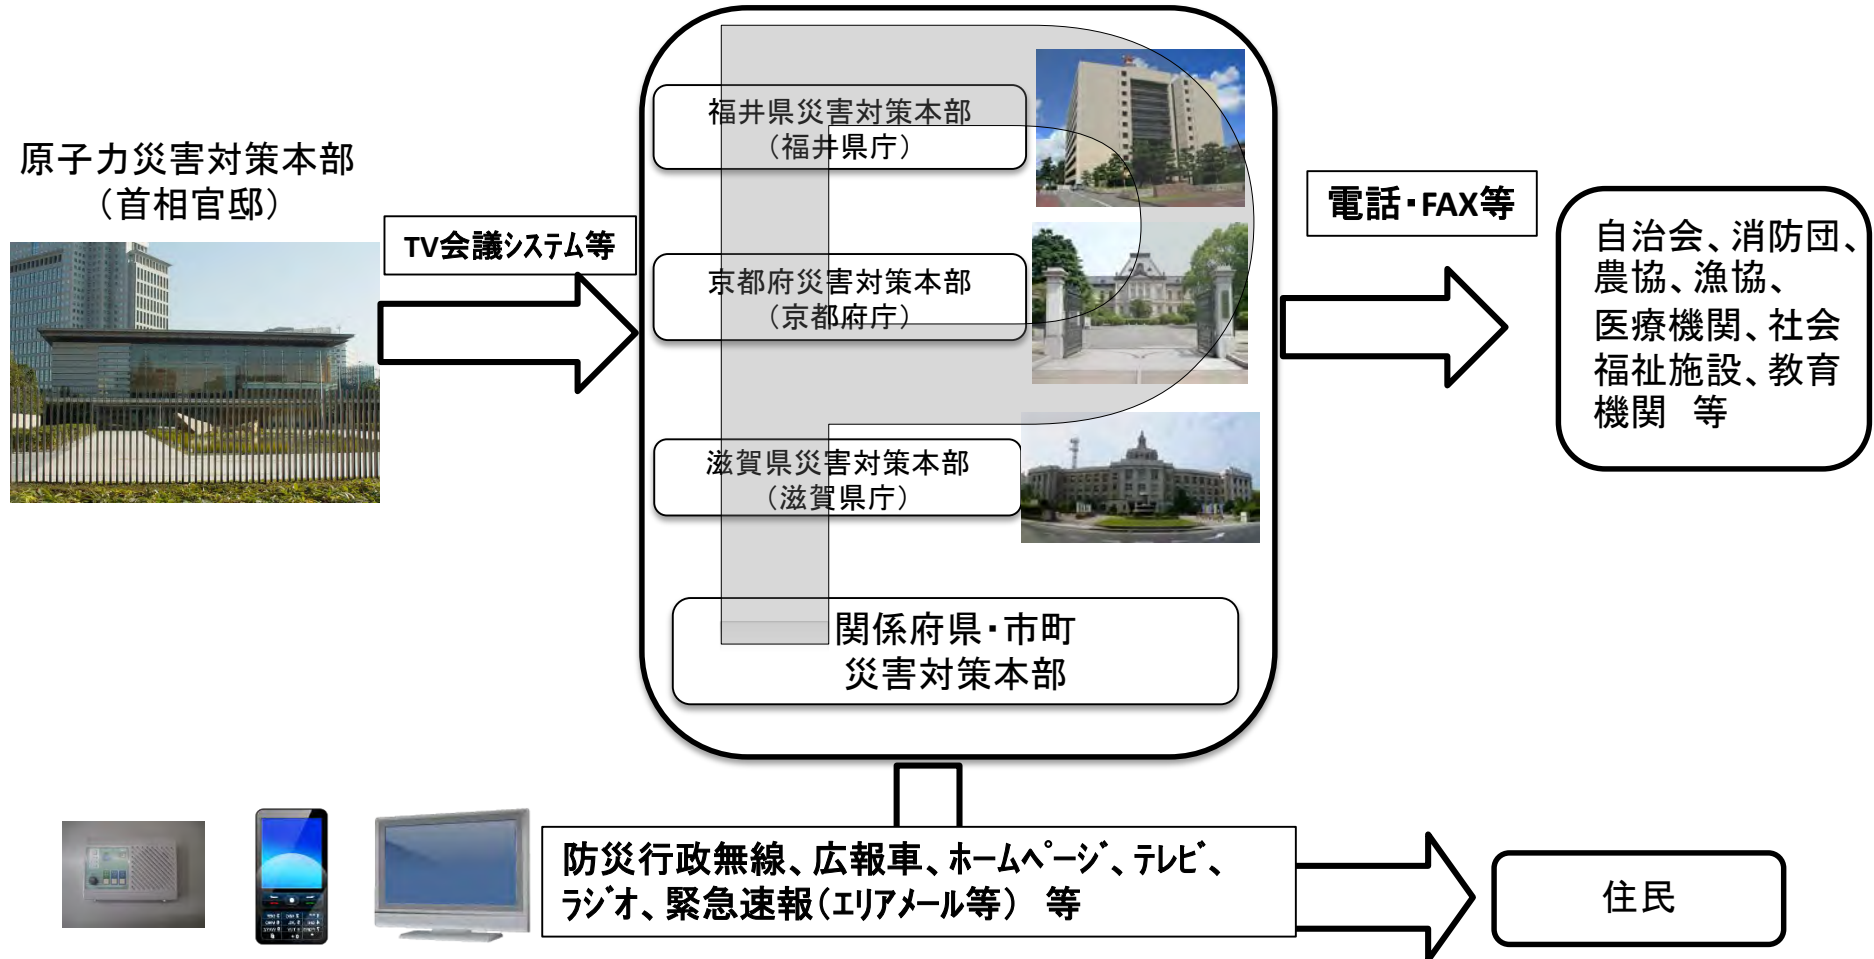 原子力災害対策本部
（首相官邸）
TV会議システム等
福井県災害対策本部
（福井県庁）
京都府災害対策本部
（京都府庁）
滋賀県災害対策本部
（滋賀県庁）
関係府県・市町
災害対策本部
電話・FAX等
自治会、消防団、
農協、漁協、
医療機関、社会
福祉施設、教育
機関　等
防災行政無線、広報車、ホームページ、テレビ、
ラジオ、緊急速報（エリアメール等）　等
住民